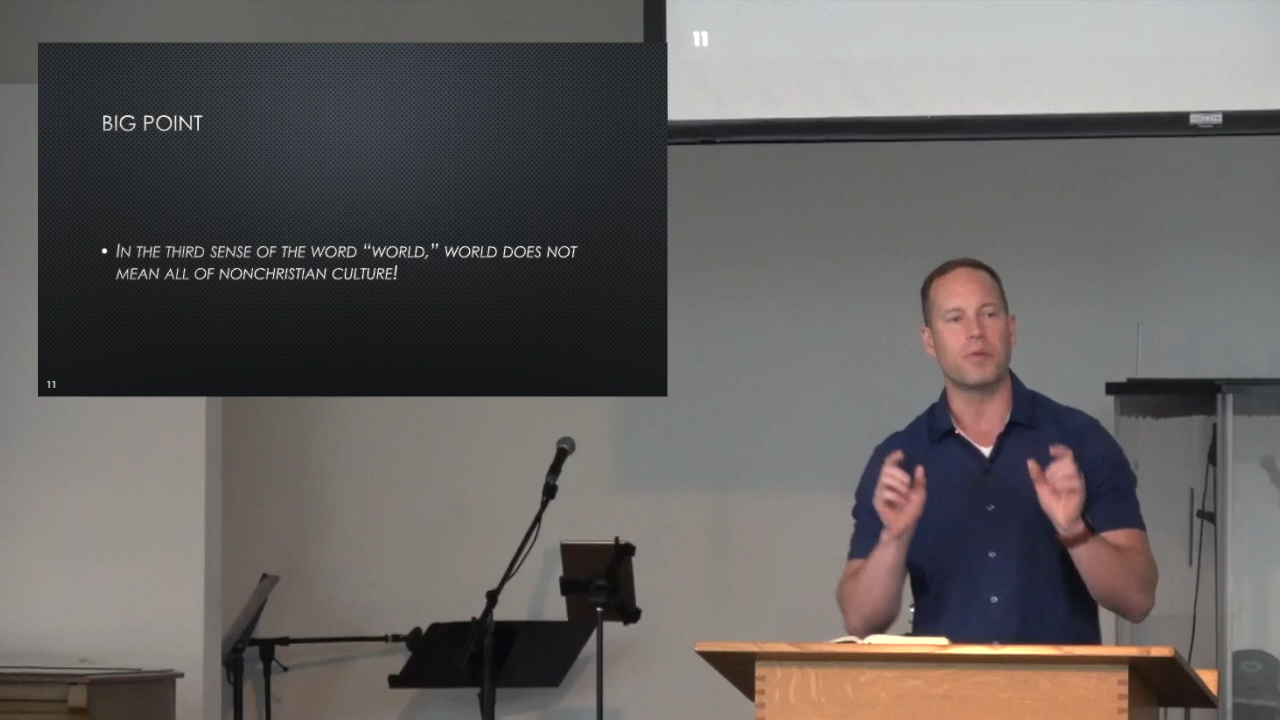 11
BIG POINT
• IN THE THIRD SENSE OF THE WORD “WORLD,” WORLD DOES NOT
MEAN ALL OF NONCHRISTIAN CULTURE!
11